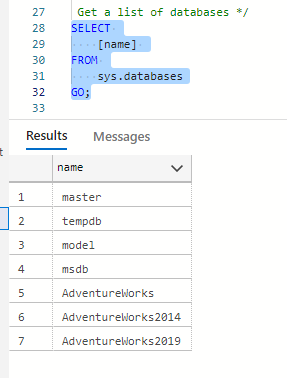 27 Get a list of databases */
28 SELECT
29 [name]
30 FROM
31 sys.databases
32 GO;
33
t
Results Messages
name
1 master
2 tempdb
3 model
4 msdb
5 AdventureWorks
6 AdventureWorks2014
7 AdventureWorks2019